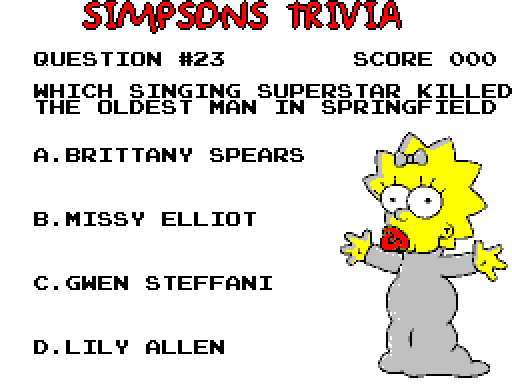 SIMPSONS TRIVIA
QUESTION #23 SCORE 000
WHICH SINGING SUPERSTAR KILLED
THE OLDEST MAN IN SPRINGFIELD
A.BRITTANY SPEARS
B.MISSY ELLIOT
C.GWEN STEFFANI
D.LILY ALLEN